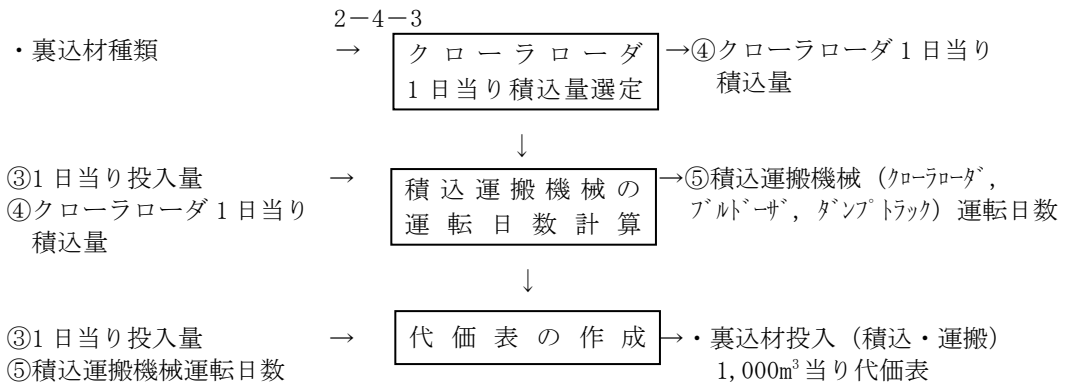 2-4-3
・裏込材種類 → クローラローダ →④クローラローダ1日当り
1日当り積込量選定 積込量
↓
③1日当り投入量 → 積込運搬機械の →⑤積込運搬機械(ｸﾛｰﾗﾛｰﾀﾞ,
④クローラローダ1日当り 運転日数計算 ﾌﾞﾙﾄﾞｰｻﾞ, ﾀﾞﾝﾌﾟﾄﾗｯｸ)運転日数
積込量
↓
③1日当り投入量 → 代価表の作成 →・裏込材投入(積込・運搬)
⑤積込運搬機械運転日数 1,000m³当り代価表